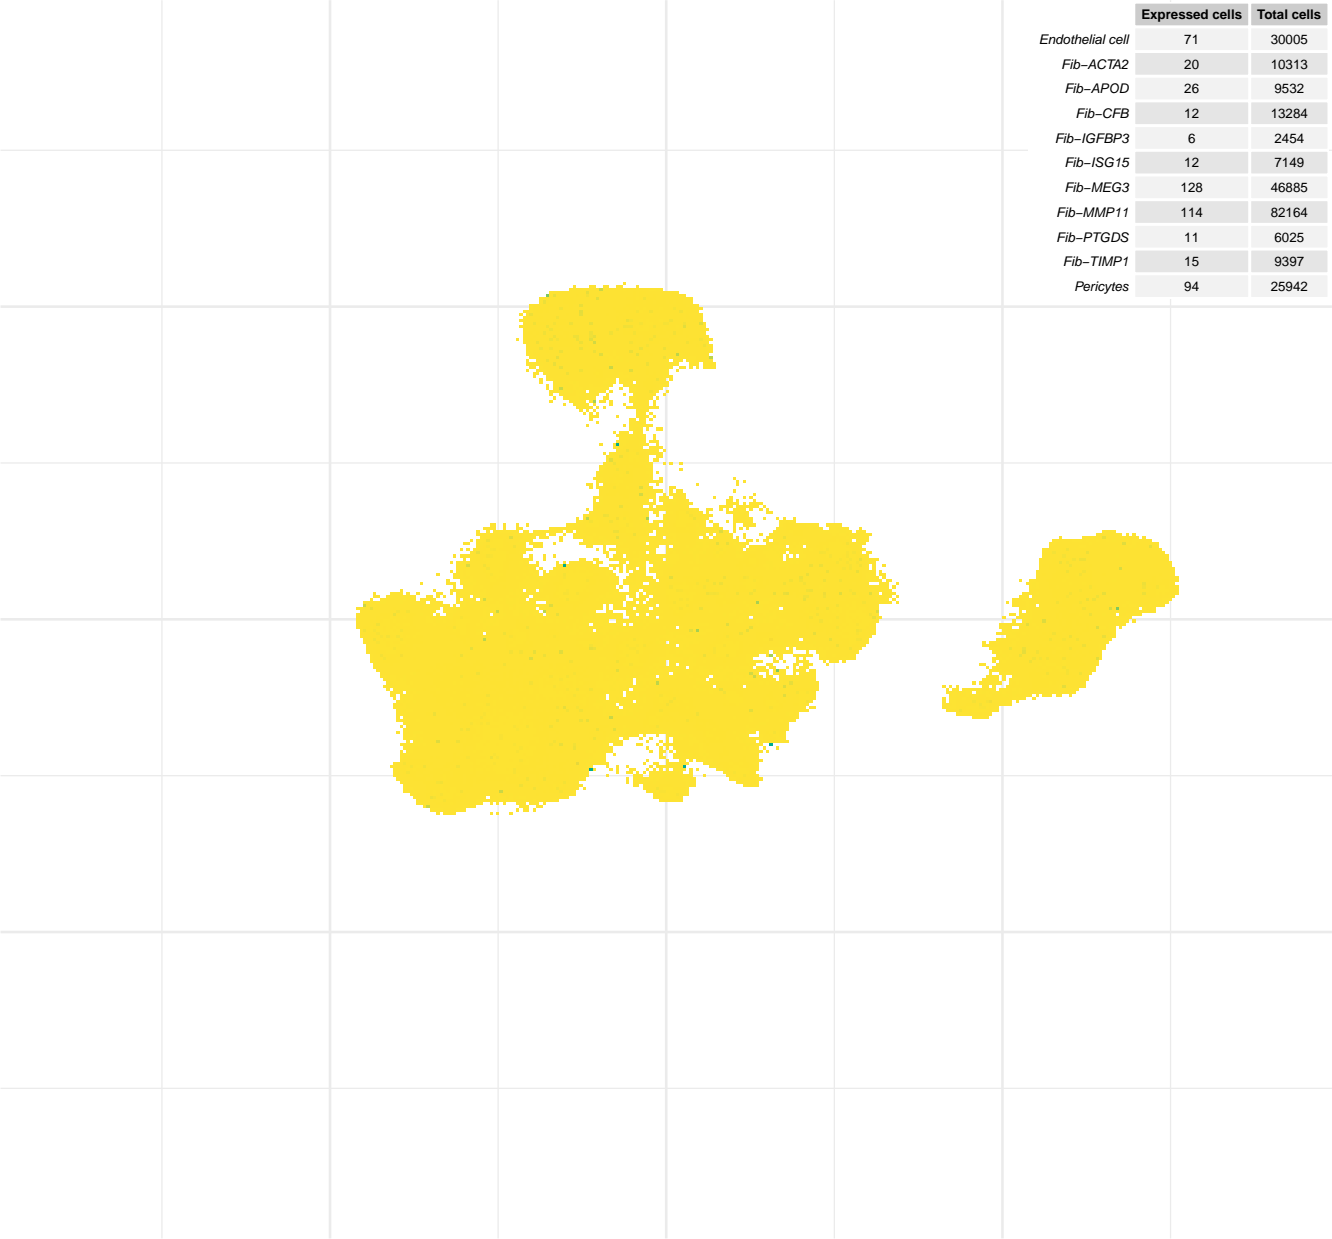 Expressed cells Total cells
Endothelial cell 71 30005
Fib−ACTA2 20 10313
Fib−APOD 26 9532
Fib−CFB 12 13284
Fib−IGFBP3 6 2454
Fib−ISG15 12 7149
Fib−MEG3 128 46885
Fib−MMP11 114 82164
Fib−PTGDS 11 6025
Fib−TIMP1 15 9397
Pericytes 94 25942